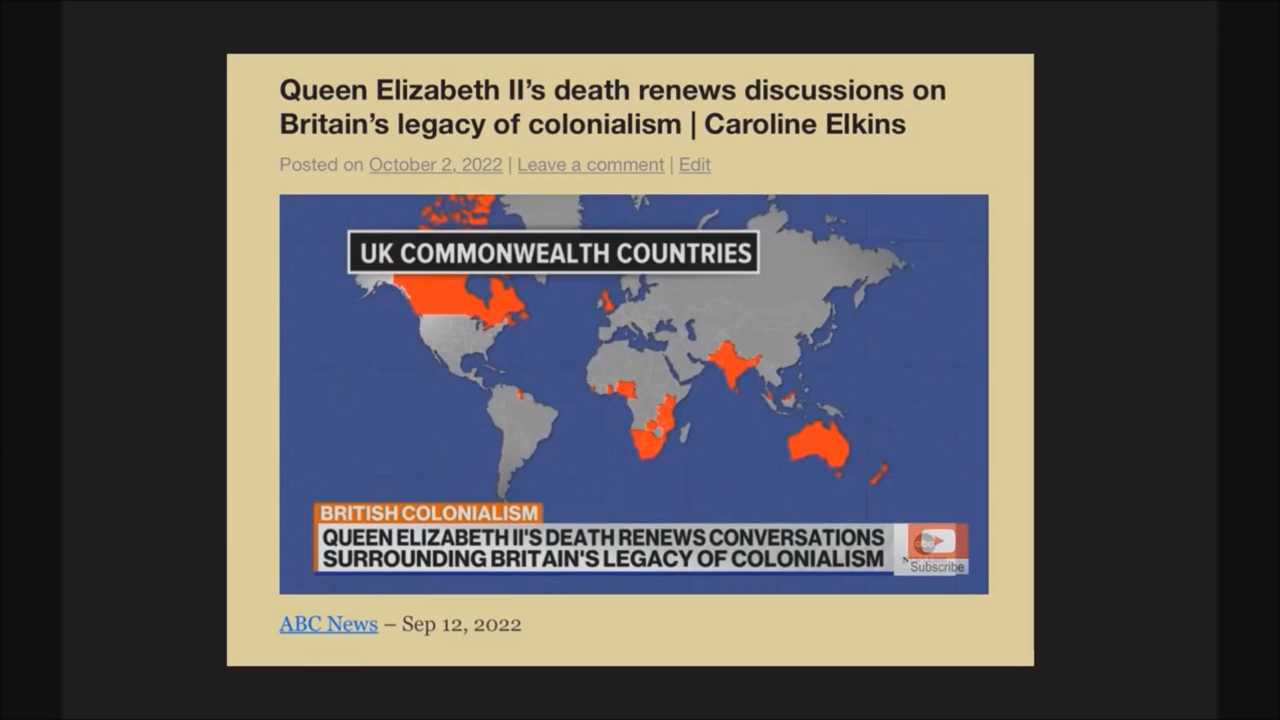 Queen Elizabeth II’s death renews discussions on
Britain’s legacy of colonialism | Caroline Elkins
Posted on October 2, 2022 | Leave a comment | Edit
UK COMMONWEALTH COUNTRIES
BRITISH COLONIALISM
QUEEN ELIZABETH II'S DEATH RENEWS CONVERSATIONS
SURROUNDING BRITAIN'S LEGACY OF COLONIALISM
abc
Subscribe
ABC News – Sep 12, 2022